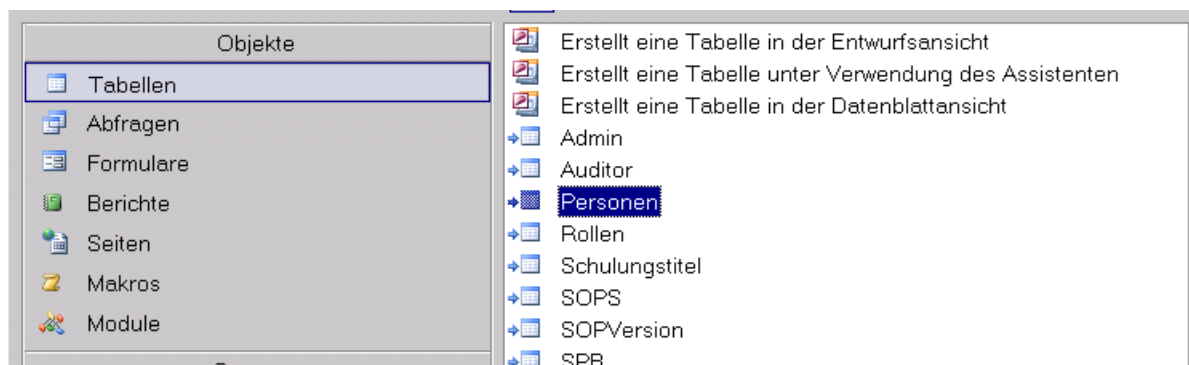 Objekte
Tabellen
Abfragen
Formulare
Berichte
Seiten
Makros
Module
Erstellt eine Tabelle in der Entwurfsansicht
Erstellt eine Tabelle unter Verwendung des Assistenten
Erstellt eine Tabelle in der Datenblattansicht
Admin
Auditor
Personen
Rollen
Schulungstitel
SOPS
SOPVersion
SPB